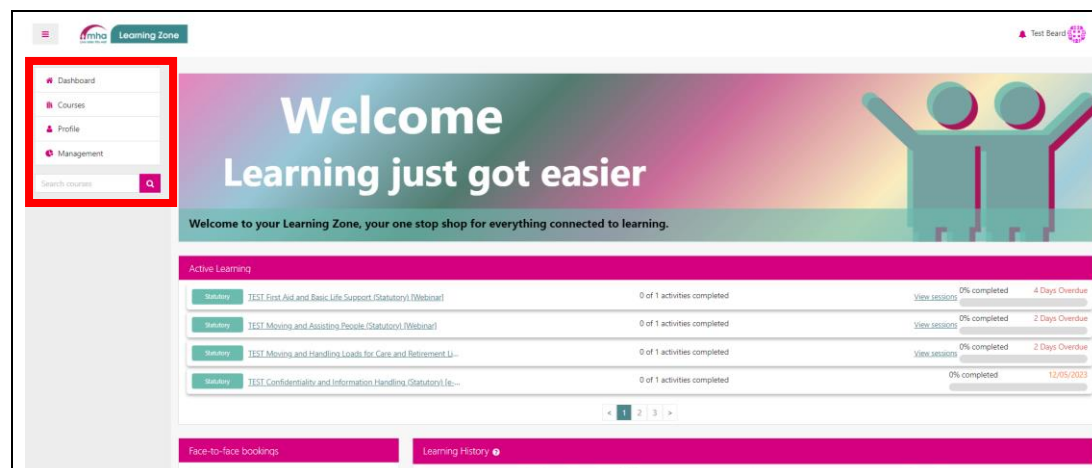 mha Learning Zone
Test Beard
Dashboard
Courses
Profile
Management
Search courses
Welcome
Learning just got easier
Welcome to your Learning Zone, your one stop shop for everything connected to learning.
Active Learning
Statutory TEST First Aid and Basic Life Support (Statutory) [Webinar] 0 of 1 activities completed View sessions 0% completed 4 Days Overdue
Statutory TEST Moving and Assisting People (Statutory) [Webinar] 0 of 1 activities completed View sessions 0% completed 2 Days Overdue
Statutory TEST Moving and Handling Loads for Care and Retirement Li... 0 of 1 activities completed View sessions 0% completed 2 Days Overdue
Statutory TEST Confidentiality and Information Handling (Statutory) [e-... 0 of 1 activities completed 0% completed 12/05/2023
< 1 2 3 >
Face-to-face bookings
Learning History ?